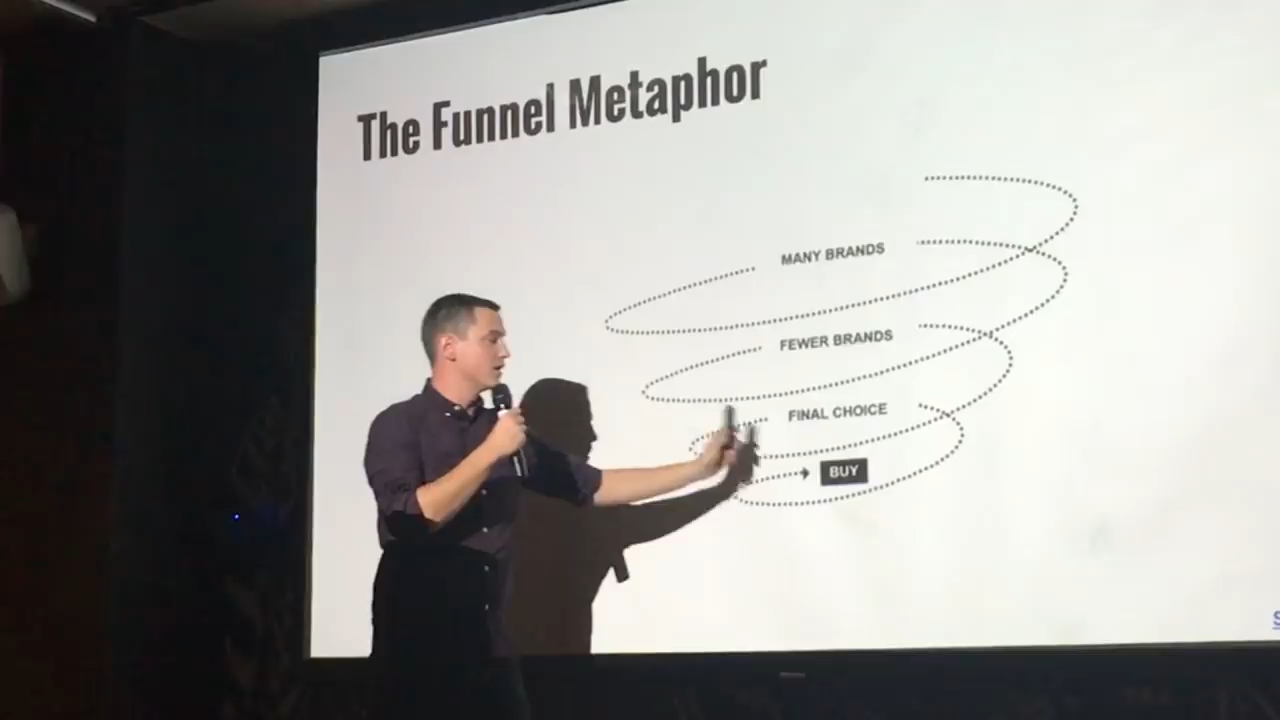 The Funnel Metaphor
MANY BRANDS
FEWER BRANDS
FINAL CHOICE
BUY
S